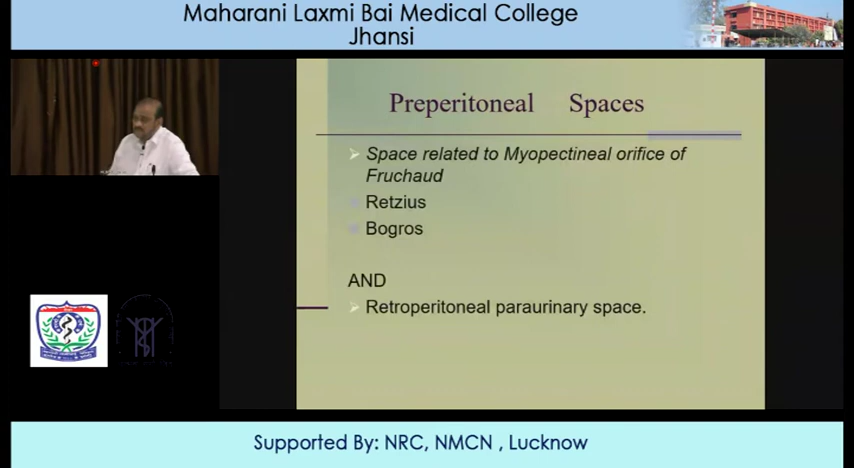 Maharani Laxmi Bai Medical College
Jhansi
Preperitoneal Spaces
Space related to Myopectineal orifice of
Fruchaud
Retzius
Bogros
AND
Retroperitoneal paraurinary space.
Supported By: NRC, NMCN , Lucknow